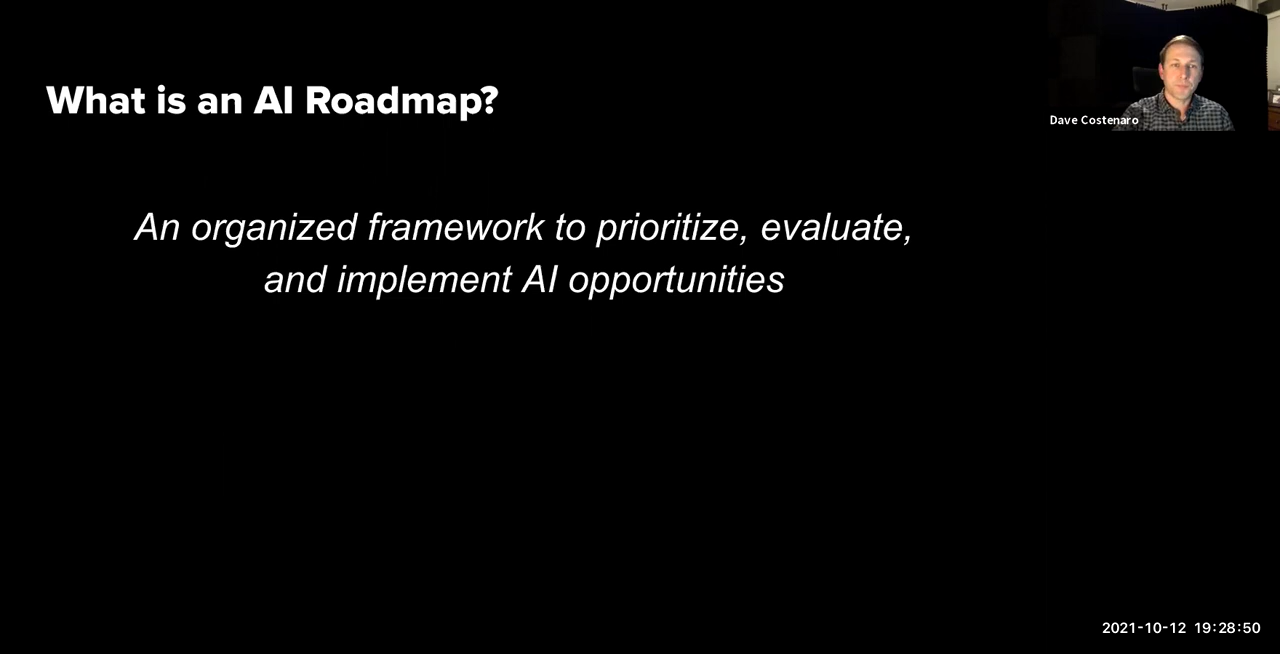 What is an AI Roadmap?
Dave Costenaro
An organized framework to prioritize, evaluate,
and implement AI opportunities
2021-10-12 19:28:50